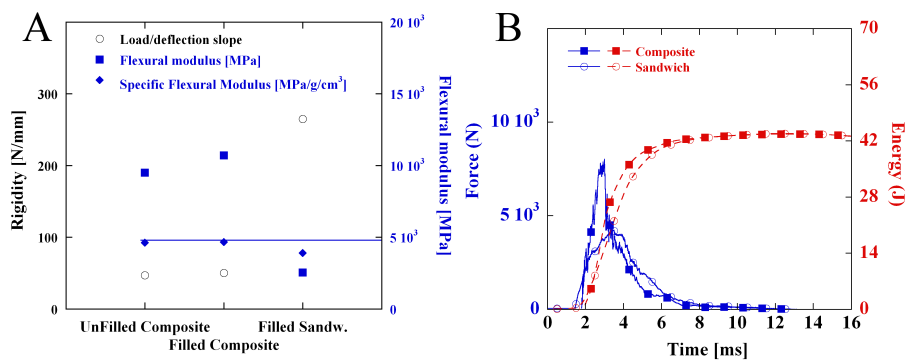 A
Load/deflection slope
Flexural modulus [MPa]
Specific Flexural Modulus [MPa/g/cm³]
Rigidity [N/mm]
300
200
100
0
20 10³
15 10³
10 10³
5 10³
0
Flexural modulus [MPa]
UnFilled Composite
Filled Sandw.
Filled Composite
B
Composite
Sandwich
Force (N)
10 10³
5 10³
0
70
56
42
28
14
0
Energy (J)
0 2 4 6 8 10 12 14 16
Time [ms]